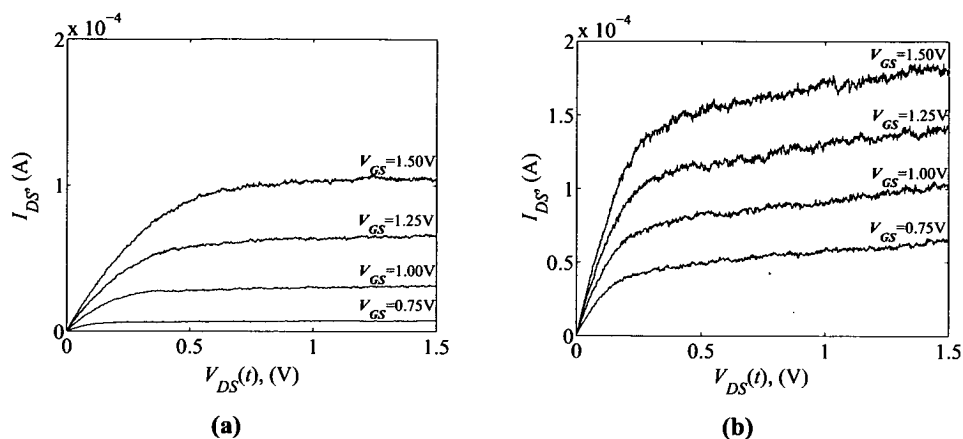 2 x 10⁻⁴
I_DS, (A)
1
0
V_GS=1.50V
V_GS=1.25V
V_GS=1.00V
V_GS=0.75V
0 0.5 1 1.5
V_DS(t), (V)
(a)
2 x 10⁻⁴
1.5
I_DS, (A)
1
0.5
0
V_GS=1.50V
V_GS=1.25V
V_GS=1.00V
V_GS=0.75V
0 0.5 1 1.5
V_DS(t), (V)
(b)